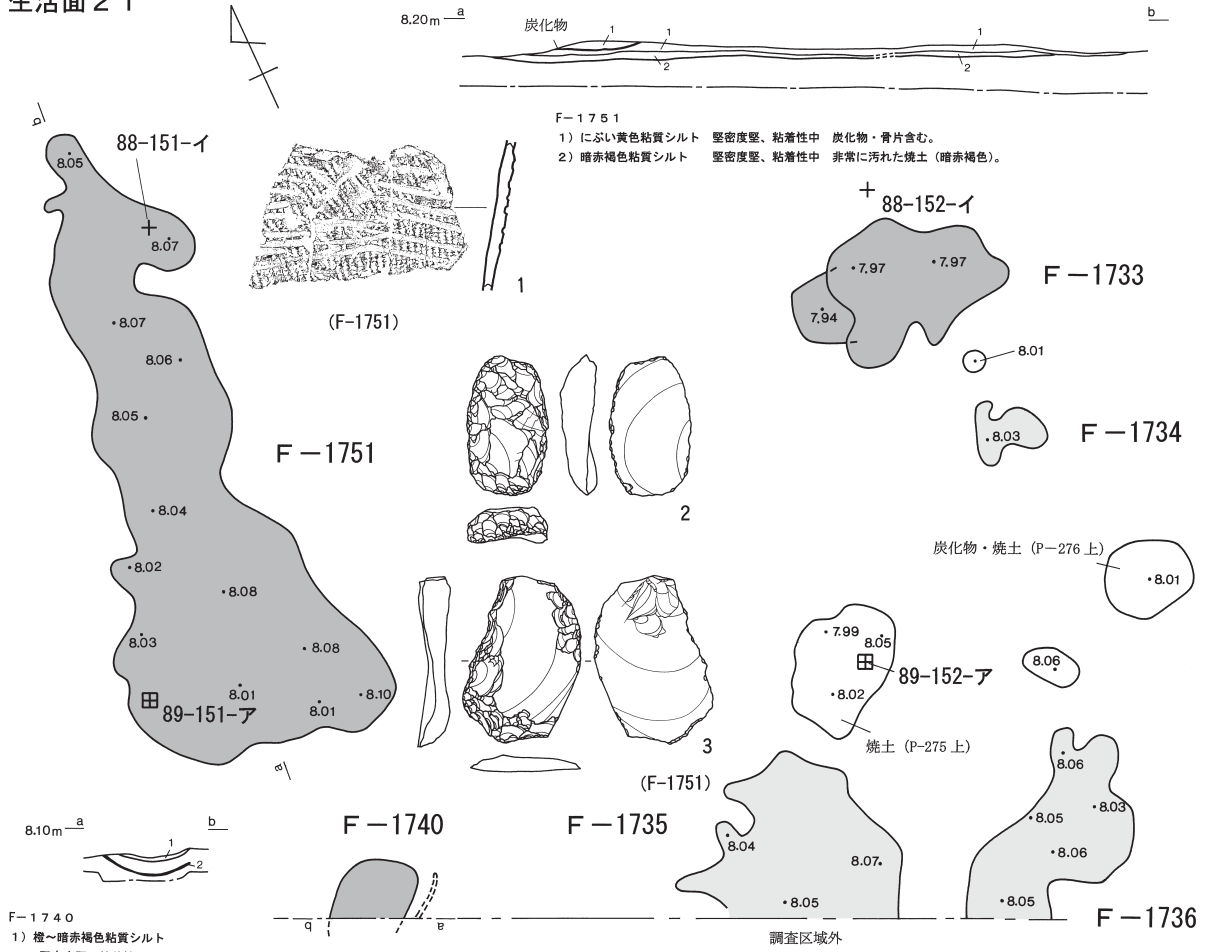 生活面21
8.20m a
b
炭化物
1
1
1
2
2
F-1751
1）にぶい黄色粘質シルト　堅密度堅、粘着性中　炭化物・骨片含む。
2）暗赤褐色粘質シルト　堅密度堅、粘着性中　非常に汚れた焼土（暗赤褐色）。
b
8.05
88-151-イ
8.07
8.07
8.06
8.05
F-1751
8.04
8.02
8.08
8.03
8.08
8.01
8.10
8.01
89-151-ア
a
1
(F-1751)
2
3
(F-1751)
88-152-イ
7.97
7.97
F-1733
7.94
8.01
8.03
F-1734
炭化物・焼土（P-276上）
8.01
7.99
8.05
8.06
89-152-ア
8.02
焼土（P-275上）
8.06
8.03
8.05
8.06
8.05
F-1736
F-1735
8.04
8.07
8.05
調査区域外
F-1740
b
a
8.10m a
b
1
2
F-1740
1）橙～暗赤褐色粘質シルト